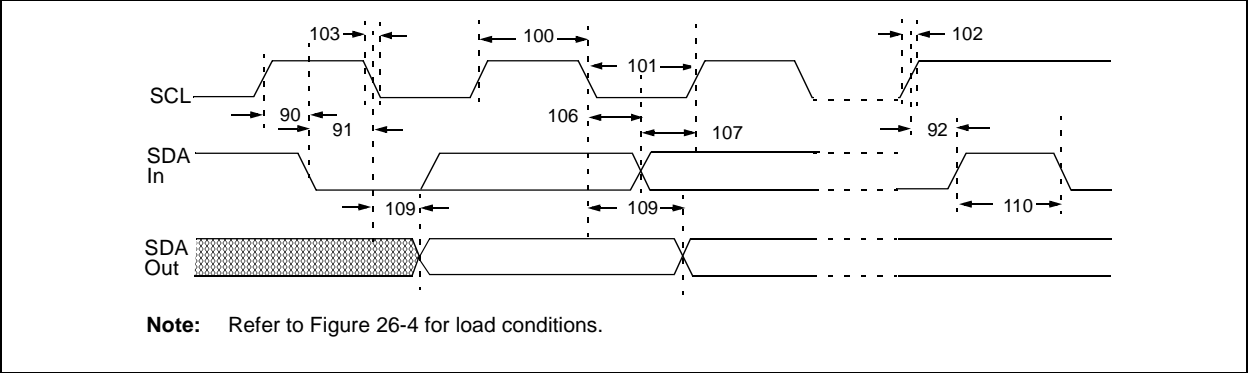 103 100 101 102
SCL
90 91 106 107 92
SDA
In
109 109 110
SDA
Out
Note: Refer to Figure 26-4 for load conditions.